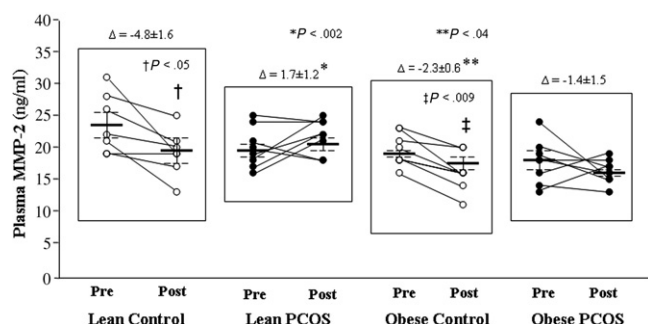 Plasma MMP-2 (ng/ml)
40
35
30
25
20
15
10
5
0
Δ = -4.8±1.6
†P < .05
†
*P < .002
Δ = 1.7±1.2 *
**P < .04
Δ = -2.3±0.6 **
‡P < .009
‡
Δ = -1.4±1.5
Pre Post Pre Post Pre Post Pre Post
Lean Control Lean PCOS Obese Control Obese PCOS